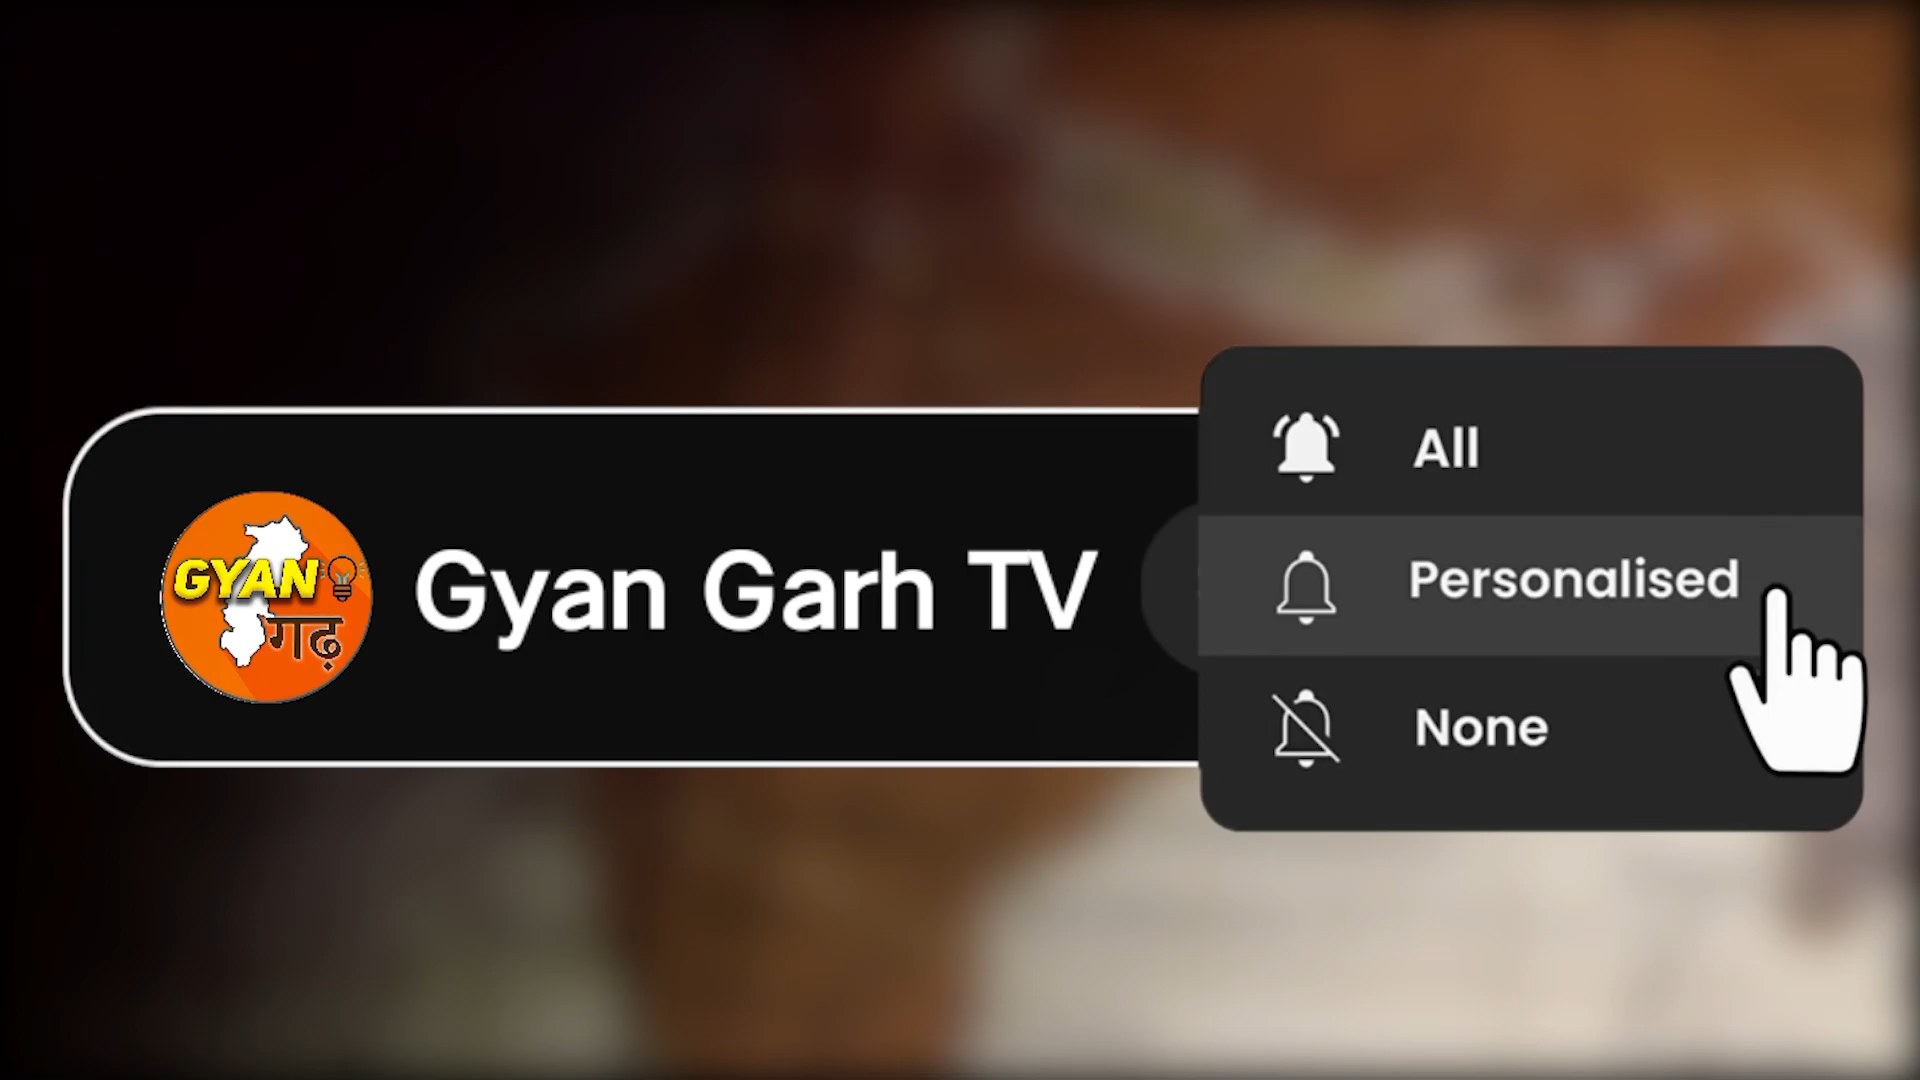 GYAN
गढ़
Gyan Garh TV
All
Personalised
None